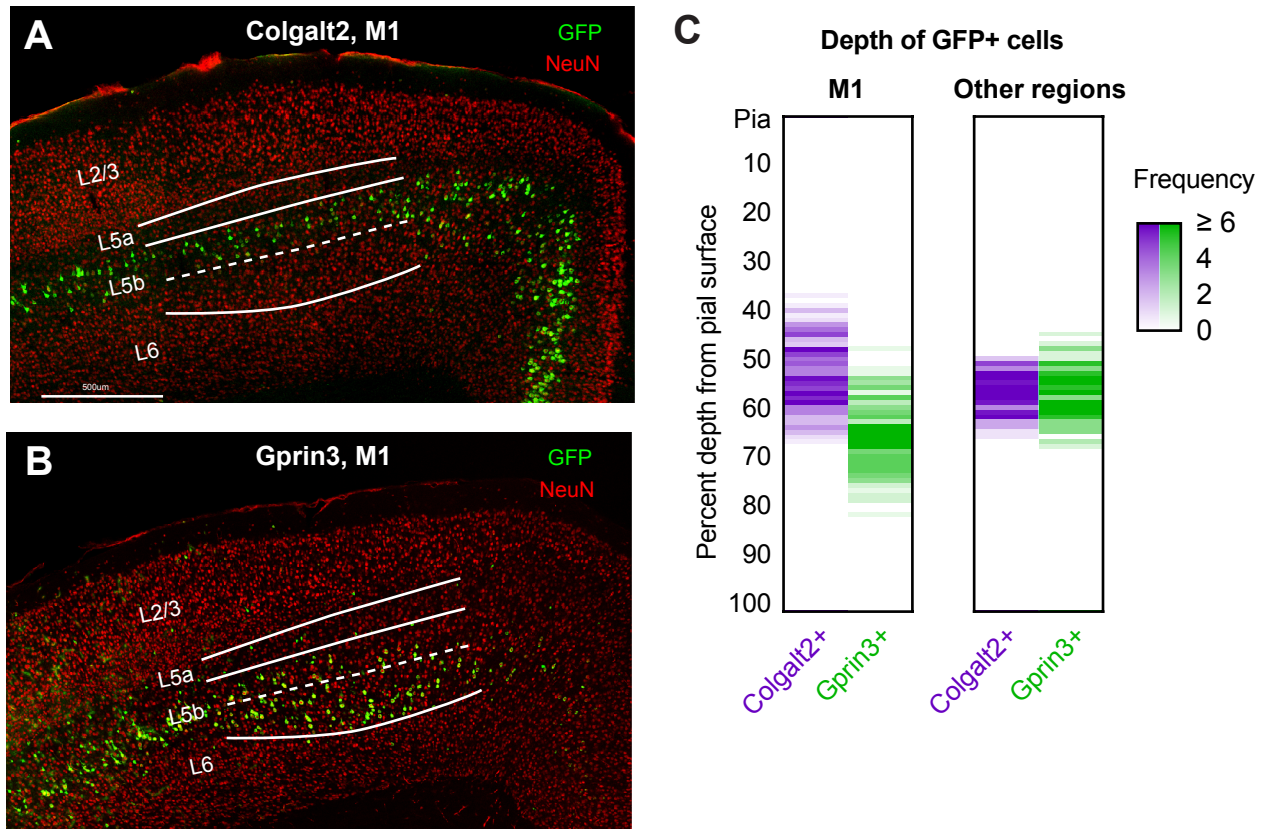 A
Colgalt2, M1
GFP
NeuN
L2/3
L5a
L5b
L6
500um
B
Gprin3, M1
GFP
NeuN
L2/3
L5a
L5b
L6
C
Depth of GFP+ cells
M1
Other regions
Percent depth from pial surface
Pia
10
20
30
40
50
60
70
80
90
100
Colgalt2+
Gprin3+
Colgalt2+
Gprin3+
Frequency
≥ 6
4
2
0